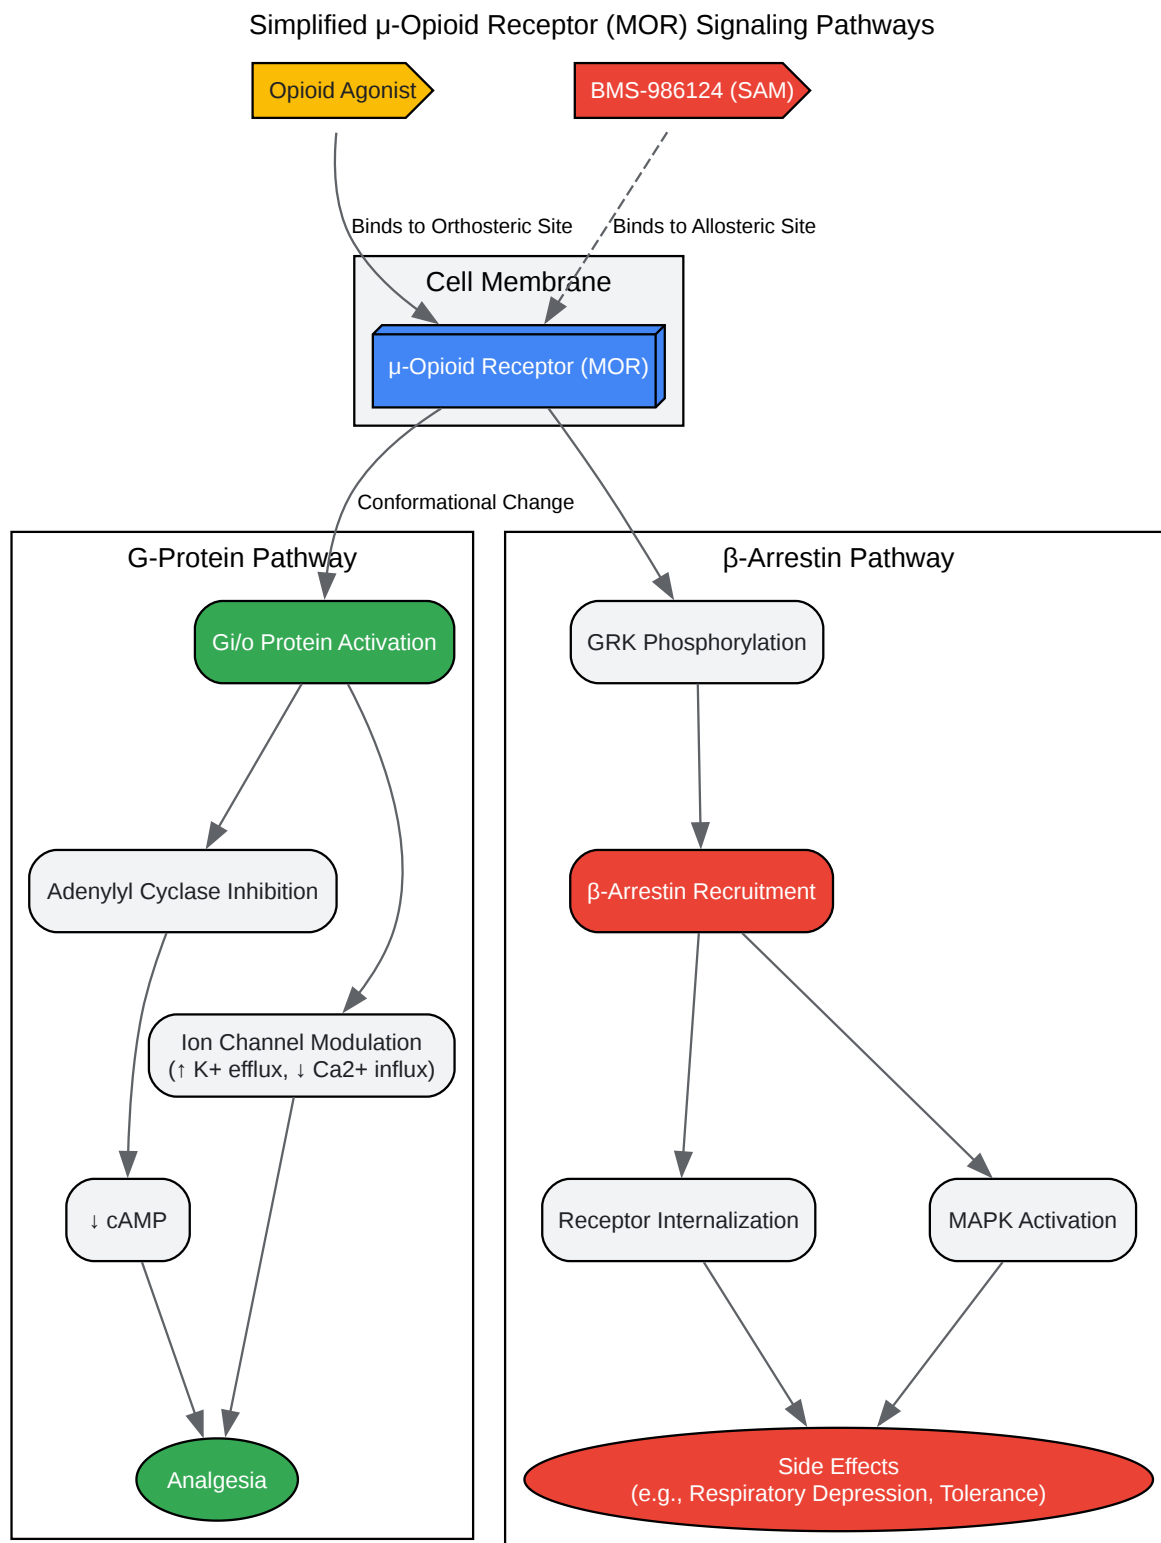 Simplified μ-Opioid Receptor (MOR) Signaling Pathways
Opioid Agonist
BMS-986124 (SAM)
Binds to Orthosteric Site
Binds to Allosteric Site
Cell Membrane
μ-Opioid Receptor (MOR)
Conformational Change
G-Protein Pathway
β-Arrestin Pathway
Gi/o Protein Activation
GRK Phosphorylation
Adenylyl Cyclase Inhibition
β-Arrestin Recruitment
Ion Channel Modulation
(↑ K+ efflux, ↓ Ca2+ influx)
↓ cAMP
Receptor Internalization
MAPK Activation
Analgesia
Side Effects
(e.g., Respiratory Depression, Tolerance)